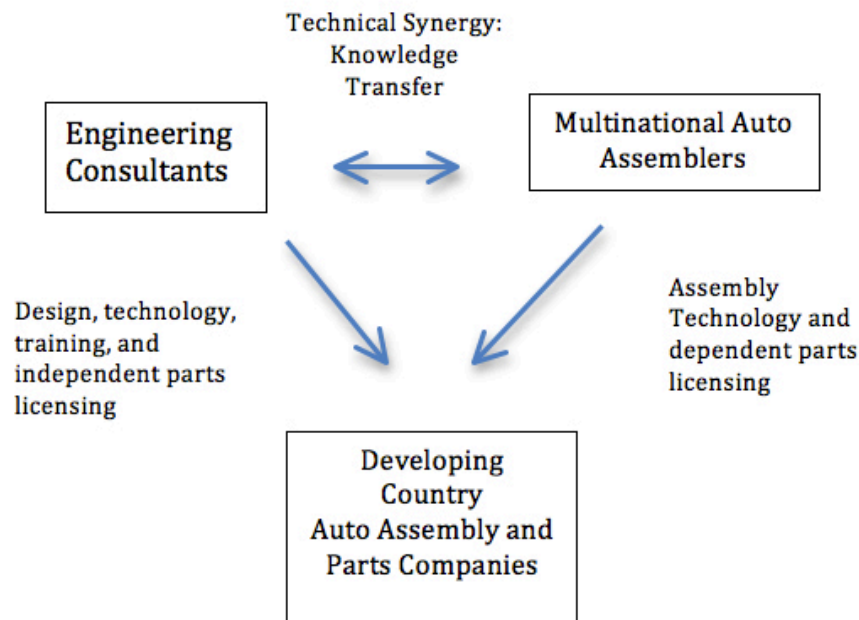 Technical Synergy:
Knowledge
Transfer
Engineering
Consultants
Multinational Auto
Assemblers
Design, technology,
training, and
independent parts
licensing
Assembly
Technology and
dependent parts
licensing
Developing
Country
Auto Assembly and
Parts Companies